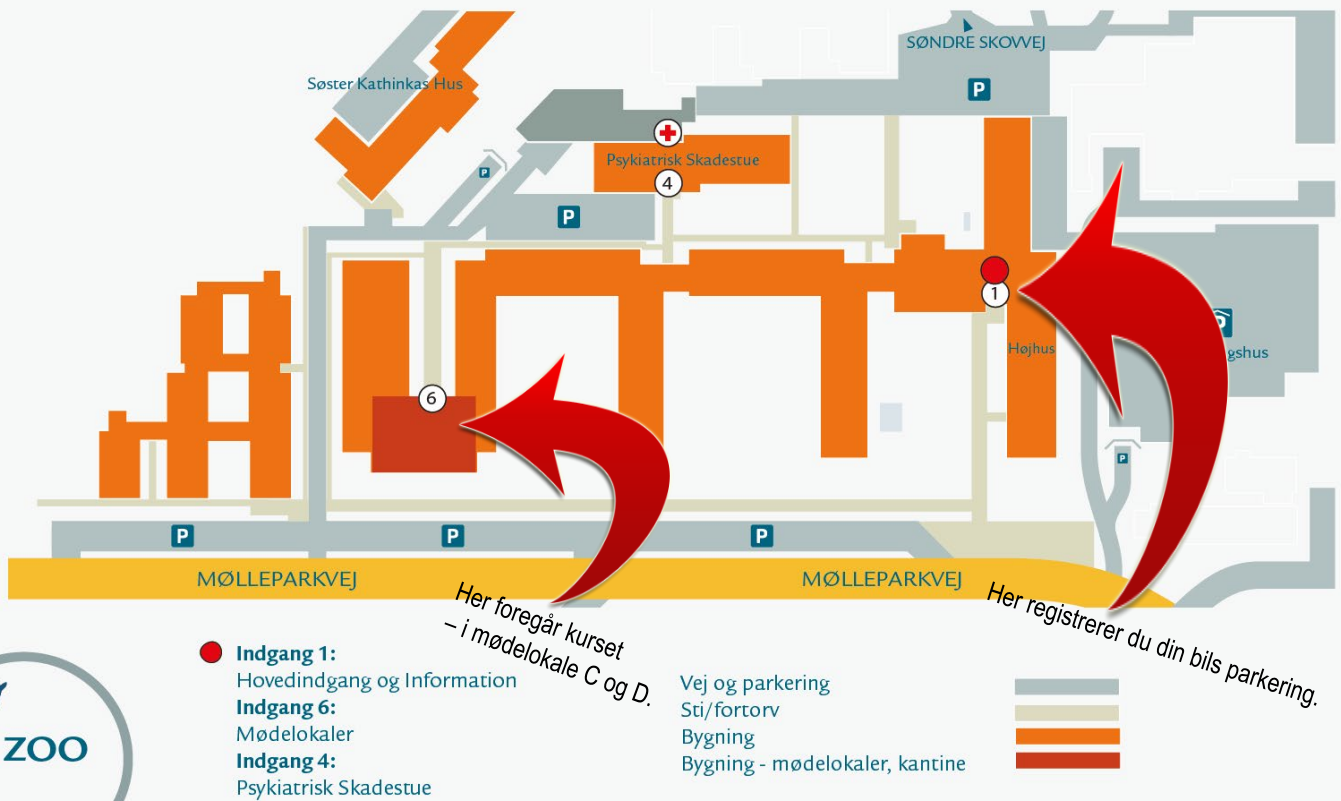 SØNDRE SKOVVEJ
P
Søster Kathinkas Hus
Psykiatrisk Skadestue
P
4
P
1
P
Højhus
gshus
6
P
P
P
P
MØLLEPARKVEJ
MØLLEPARKVEJ
Her foregår kurset
– i mødelokale C og D.
Her registrerer du din bils parkering.
ZOO
Indgang 1:
Hovedindgang og Information
Indgang 6:
Mødelokaler
Indgang 4:
Psykiatrisk Skadestue
Vej og parkering
Sti/fortorv
Bygning
Bygning - mødelokaler, kantine